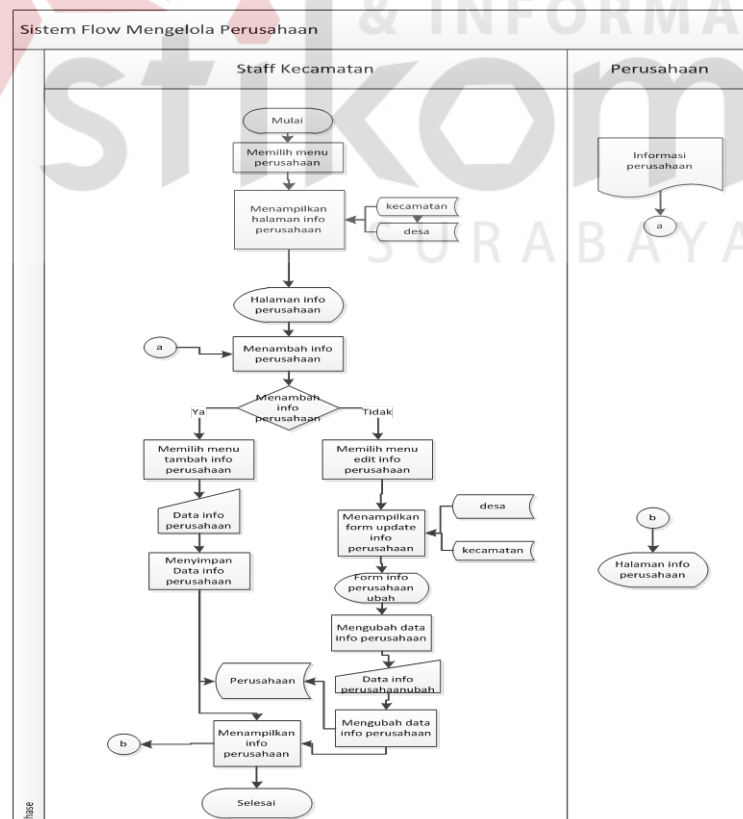 & INFORMA
Sistem Flow Mengelola Perusahaan
stikom
SURABAYA
Staff Kecamatan
Perusahaan
Mulai
Memilih menu
perusahaan
Menampilkan
halaman info
perusahaan
kecamatan
desa
Informasi
perusahaan
a
Halaman info
perusahaan
a
Menambah info
perusahaan
Menambah
info
perusahaan
Ya
Tidak
Memilih menu
tambah info
perusahaan
Memilih menu
edit info
perusahaan
Data info
perusahaan
Menampilkan
form update
info
perusahaan
desa
kecamatan
b
Halaman info
perusahaan
Menyimpan
Data info
perusahaan
Form info
perusahaan
ubah
Mengubah data
info perusahaan
Perusahaan
Data info
perusahaanubah
Mengubah data
info perusahaan
Menampilkan
info
perusahaan
b
Selesai
hase